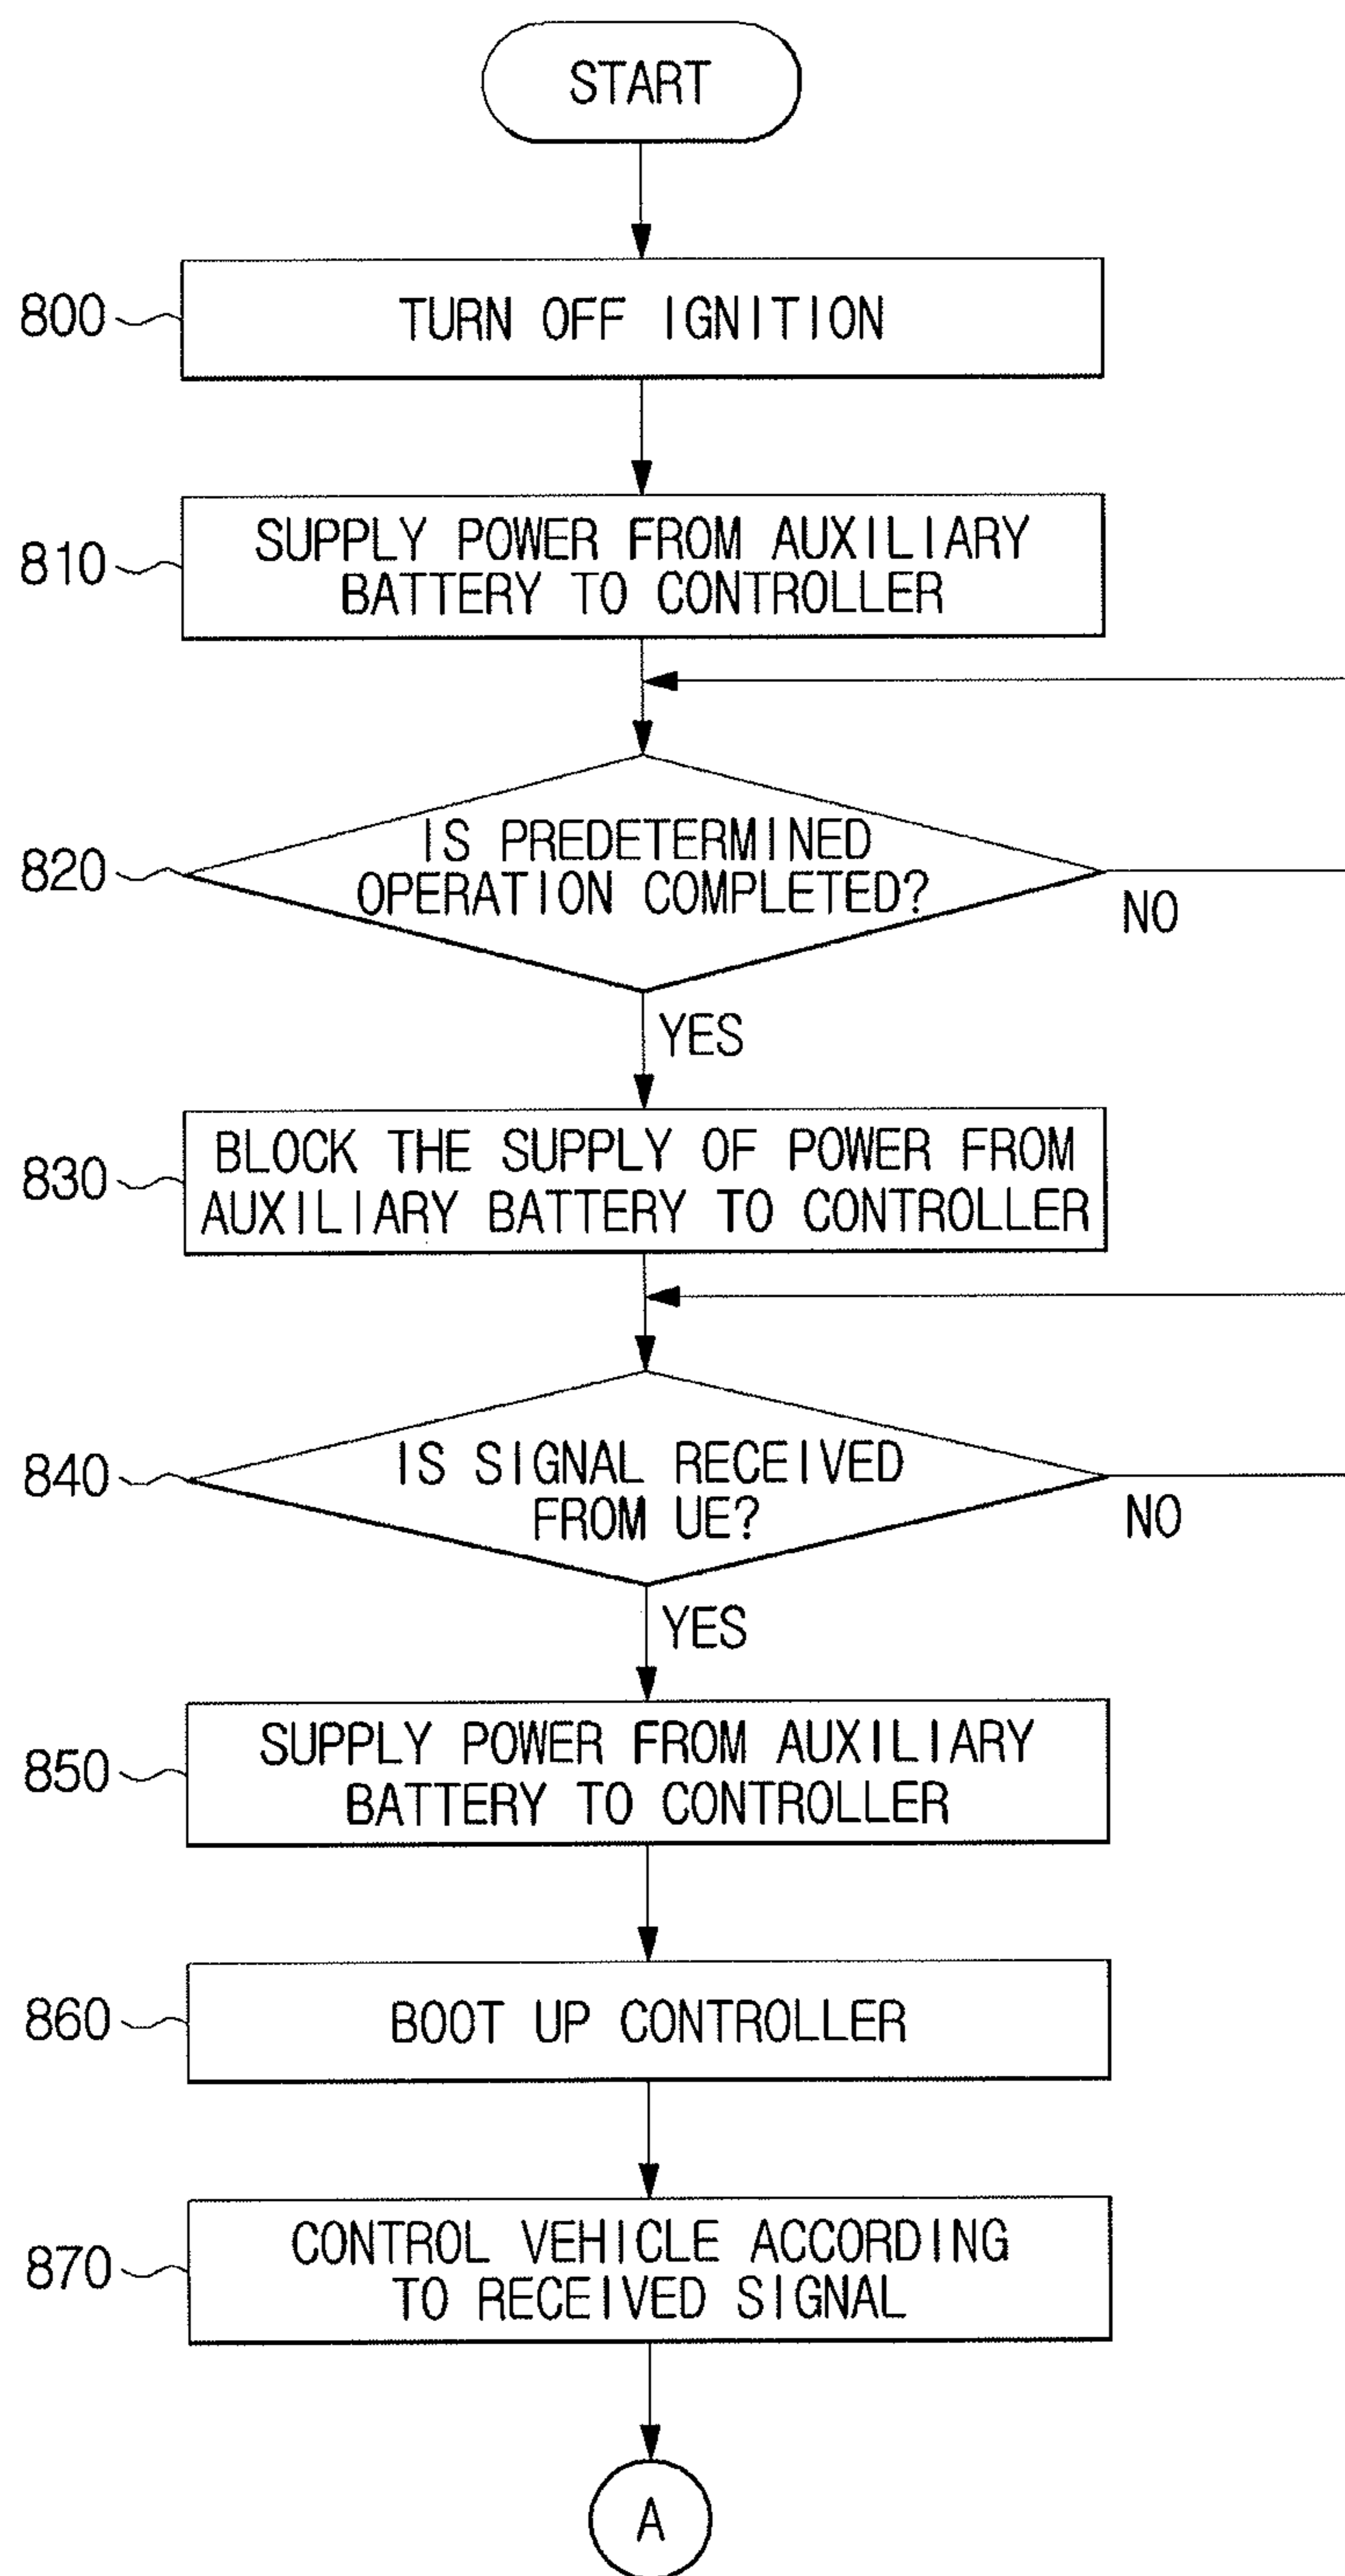 START
800
TURN OFF IGNITION
810
SUPPLY POWER FROM AUXILIARY
BATTERY TO CONTROLLER
820
IS PREDETERMINED
OPERATION COMPLETED?
NO
YES
830
BLOCK THE SUPPLY OF POWER FROM
AUXILIARY BATTERY TO CONTROLLER
840
IS SIGNAL RECEIVED
FROM UE?
NO
YES
850
SUPPLY POWER FROM AUXILIARY
BATTERY TO CONTROLLER
860
BOOT UP CONTROLLER
870
CONTROL VEHICLE ACCORDING
TO RECEIVED SIGNAL
A